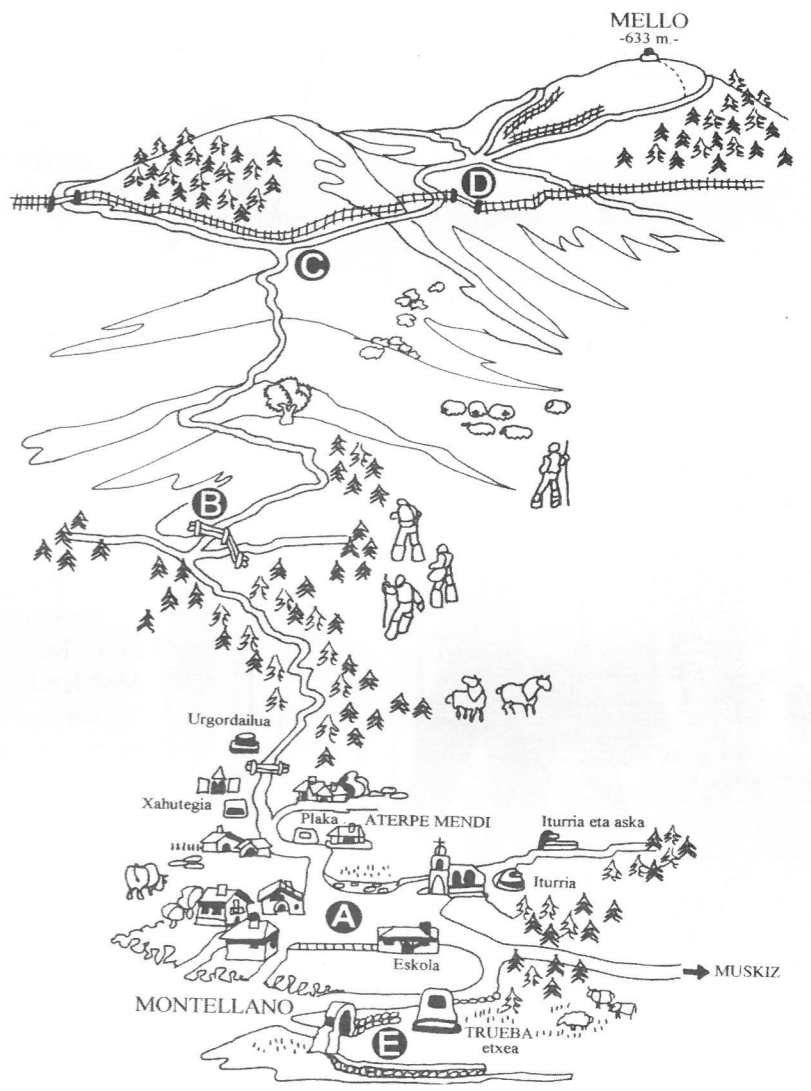 MELLO
-633 m.-
D
C
B
Urgordailua
Xahutegia
Plaka
ATERPE MENDI
Iturria eta aska
Iturria
A
Eskola
MUSKIZ
MONTELLANO
TRUEBA
etxea
E